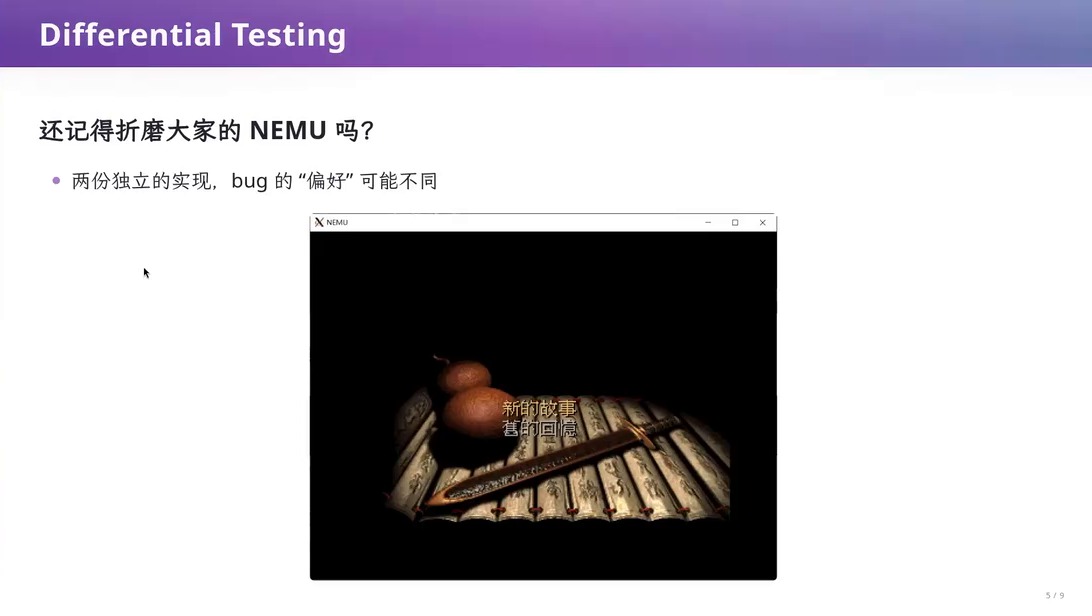 Differential Testing
还记得折磨大家的 NEMU 吗?
两份独立的实现，bug 的 “偏好” 可能不同
NEMU
新的故事
舊的回憶
5 / 9